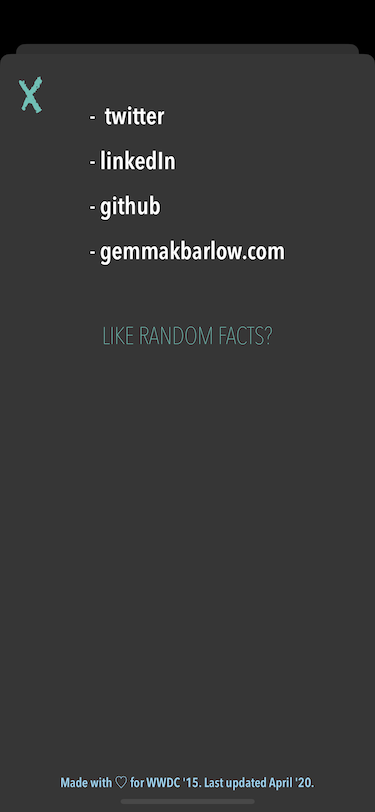 X
- twitter
- linkedIn
- github
- gemmakbarlow.com
LIKE RANDOM FACTS?
Made with ♡ for WWDC '15. Last updated April '20.